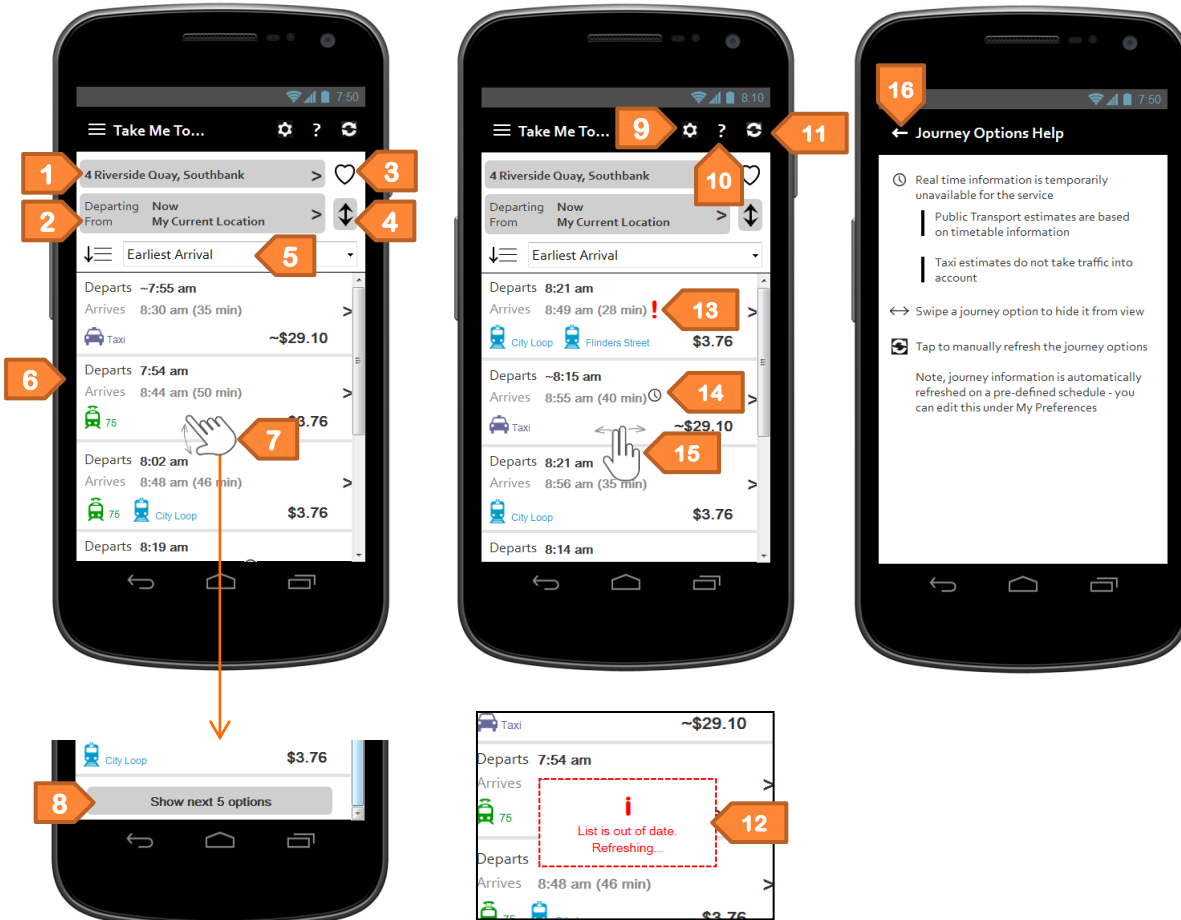 7:50
Take Me To...
?
1
4 Riverside Quay, Southbank >
3
2
Departing Now
From My Current Location >
4
Earliest Arrival
5
Departs ~7:55 am
Arrives 8:30 am (35 min) >
Taxi ~$29.10
6
Departs 7:54 am
Arrives 8:44 am (50 min) >
75 3.76
7
Departs 8:02 am
Arrives 8:48 am (46 min) >
75 City Loop $3.76
Departs 8:19 am
City Loop $3.76
8
Show next 5 options
8:10
Take Me To...
9
?
11
4 Riverside Quay, Southbank
10
Departing Now
From My Current Location >
Earliest Arrival
Departs 8:21 am
Arrives 8:49 am (28 min) ! >
13
City Loop Flinders Street $3.76
Departs ~8:15 am
Arrives 8:55 am (40 min) >
14
Taxi ~$29.10
15
Departs 8:21 am
Arrives 8:56 am (35 min) >
City Loop $3.76
Departs 8:14 am
Taxi ~$29.10
Departs 7:54 am
Arrives >
75
i
List is out of date.
Refreshing...
12
Departs
Arrives 8:48 am (46 min) >
75 $3.76
16
7:50
Journey Options Help
Real time information is temporarily
unavailable for the service
Public Transport estimates are based
on timetable information
Taxi estimates do not take traffic into
account
Swipe a journey option to hide it from view
Tap to manually refresh the journey options
Note, journey information is automatically
refreshed on a pre-defined schedule - you
can edit this under My Preferences